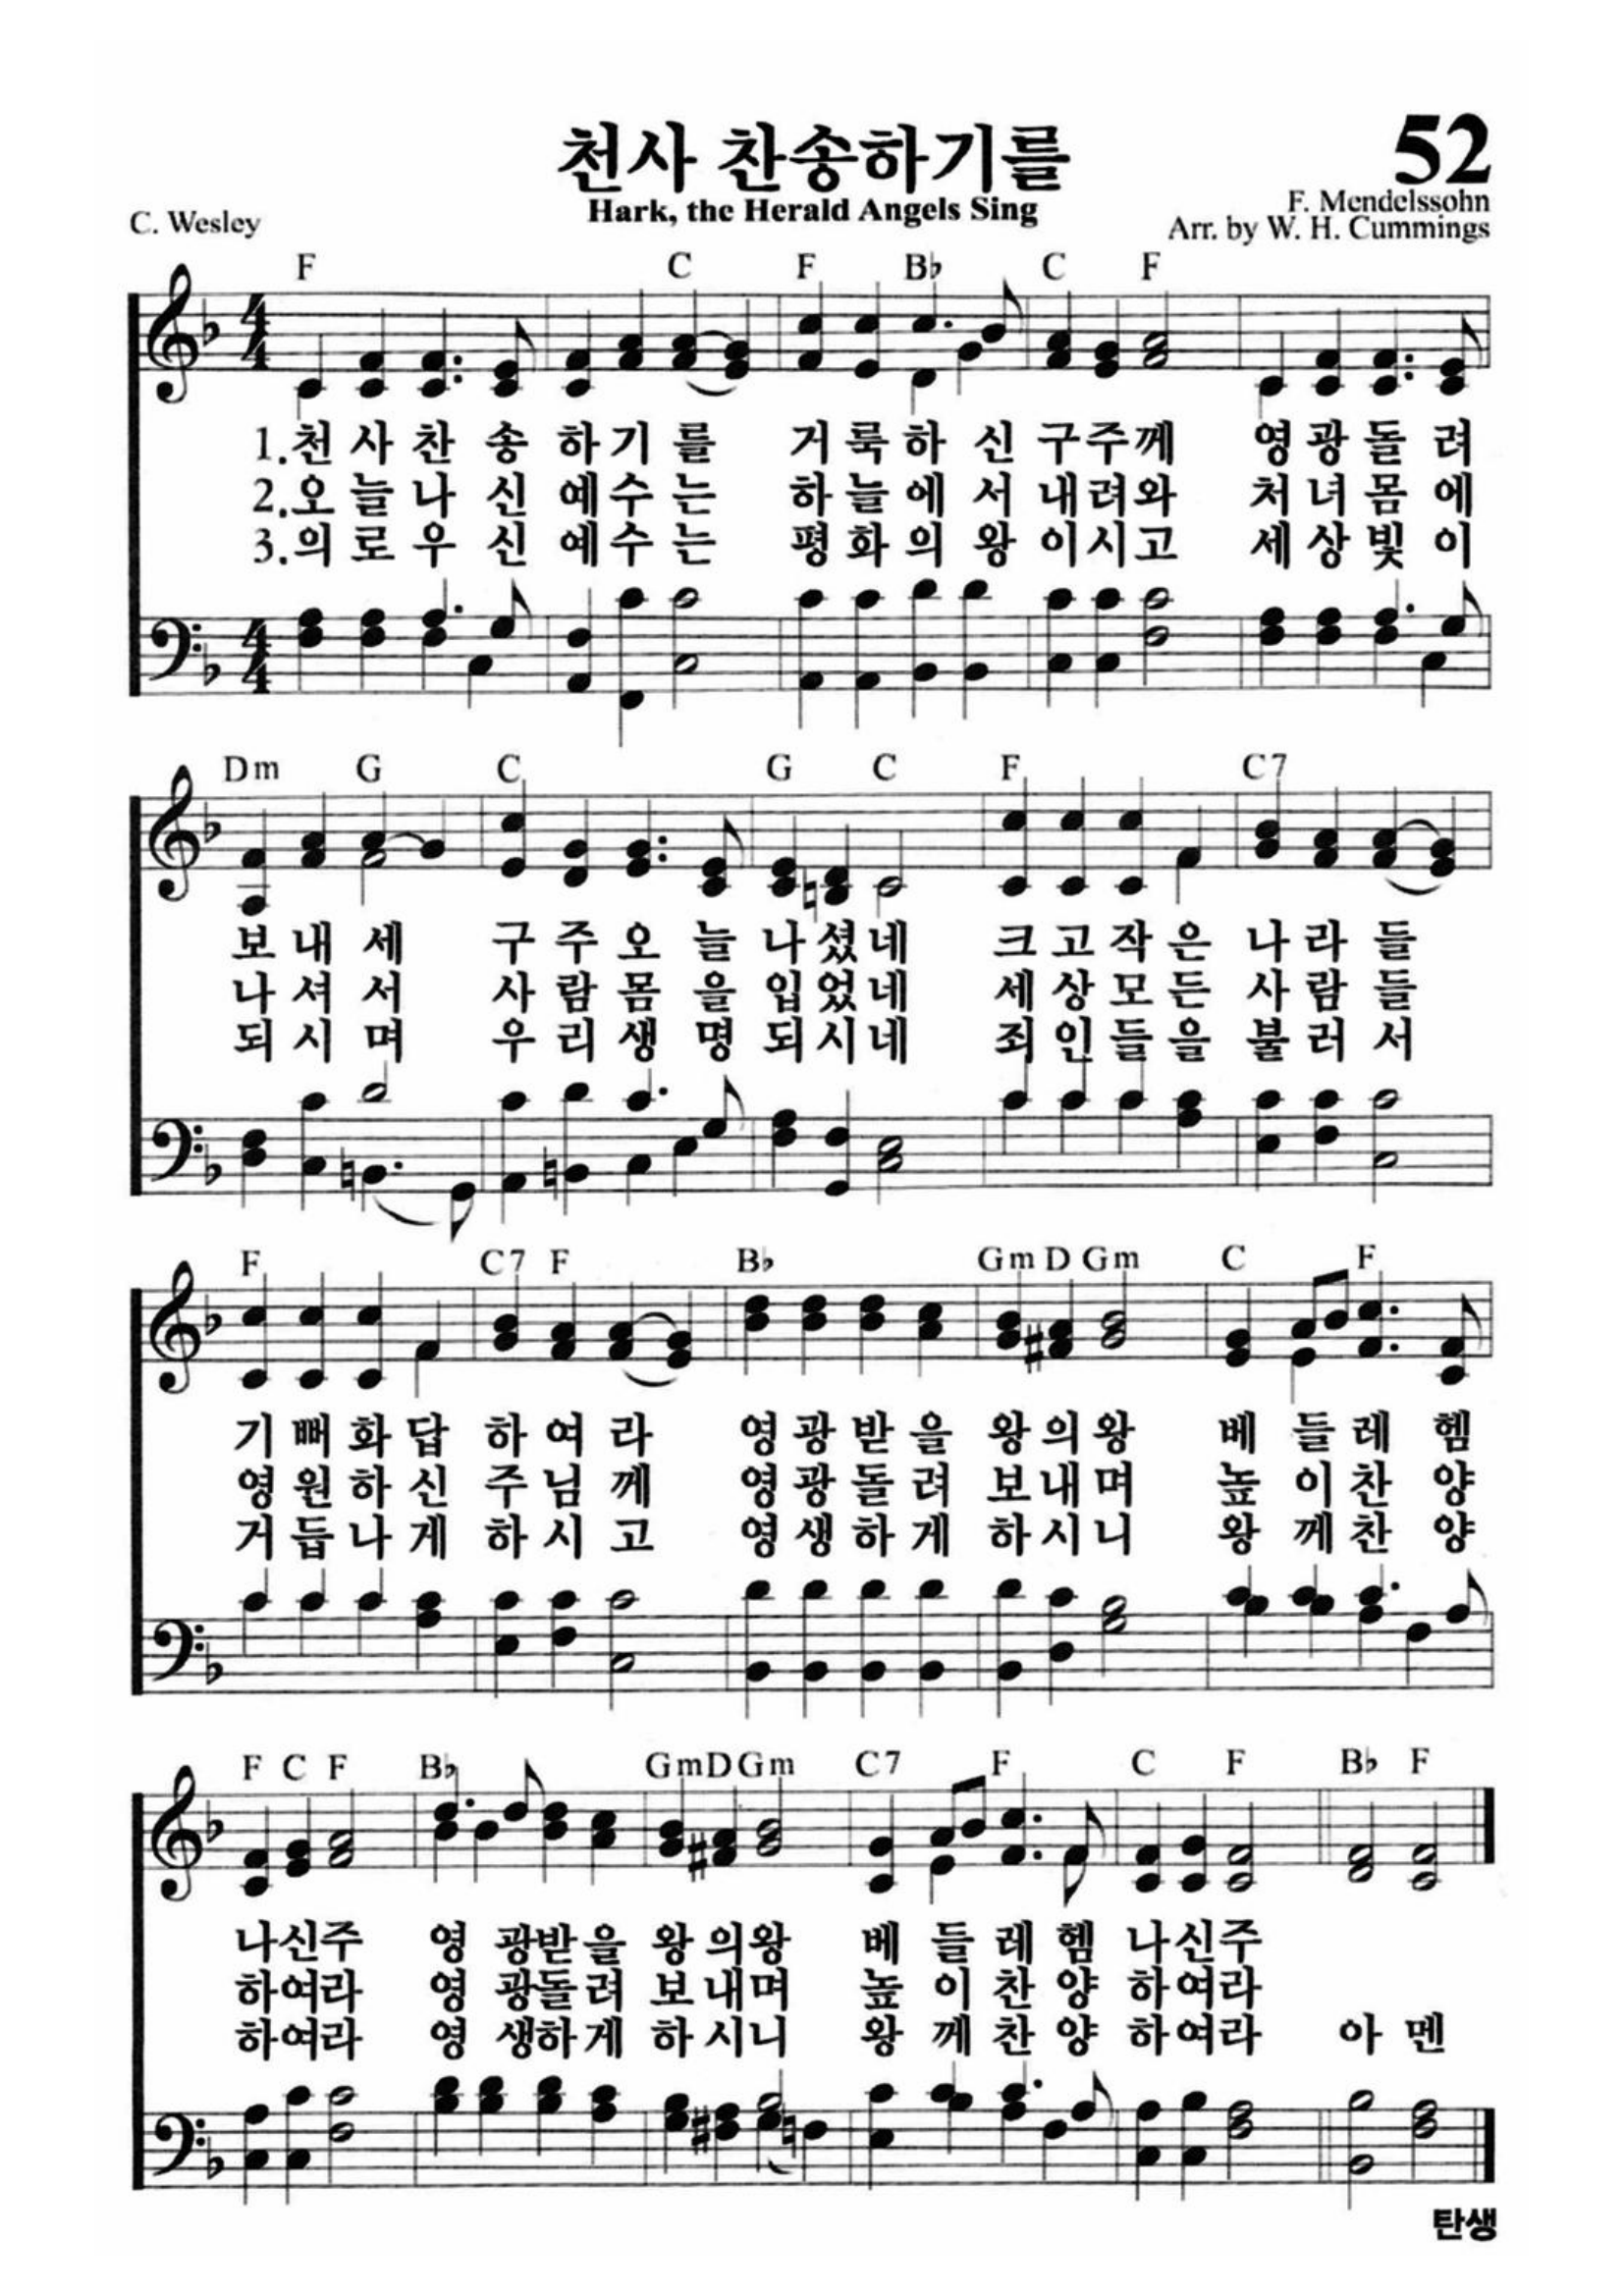 천사 찬송하기를
52
Hark, the Herald Angels Sing
C. Wesley
F. Mendelssohn
Arr. by W. H. Cummings
F C F B♭ C F
1.천 사 찬 송 하 기 를 거 룩 하 신 구 주 께 영 광 돌 려
2.오 늘 나 신 예 수 는 하 늘 에 서 내 려 와 처 녀 몸 에
3.의 로 우 신 예 수 는 평 화 의 왕 이 시 고 세 상 빛 이
Dm G C G C F C7
보 내 세 구 주 오 늘 나 셨 네 크 고 작 은 나 라 들
나 셔 서 사 람 몸 을 입 었 네 세 상 모 든 사 람 들
되 시 며 우 리 생 명 되 시 네 죄 인 들 을 불 러 서
F C7 F B♭ Gm D Gm C F
기 뻐 화 답 하 여 라 영 광 받 을 왕 의 왕 베 들 레 헴
영 원 하 신 주 님 께 영 광 돌 려 보 내 며 높 이 찬 양
거 듭 나 게 하 시 고 영 생 하 게 하 시 니 왕 께 찬 양
F C F B♭ Gm D Gm C7 F C F B♭ F
나 신 주 영 광 받 을 왕 의 왕 베 들 레 헴 나 신 주
하 여 라 영 광 돌 려 보 내 며 높 이 찬 양 하 여 라
하 여 라 영 생 하 게 하 시 니 왕 께 찬 양 하 여 라 아 멘
탄생